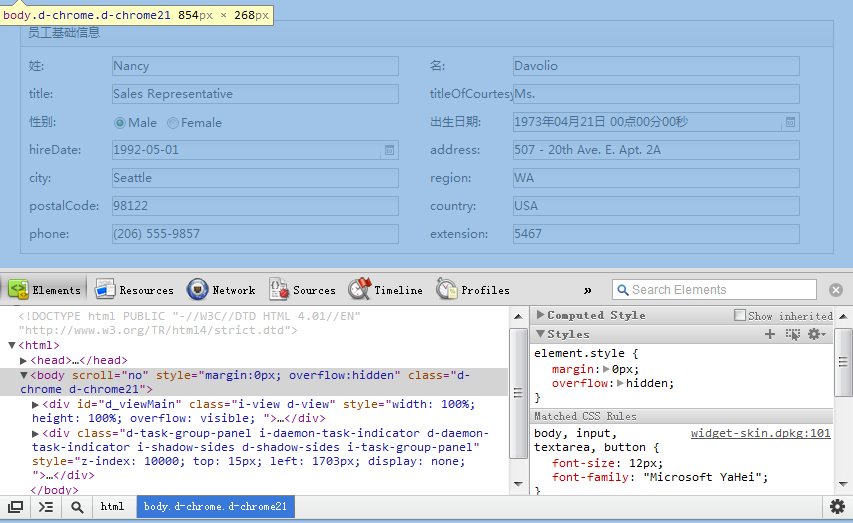 body.d-chrome.d-chrome21 854px × 268px
员工基础信息
姓: Nancy 名: Davolio
title: Sales Representative titleOfCourtesy Ms.
性别: Male Female 出生日期: 1973年04月21日 00点00分00秒
hireDate: 1992-05-01 address: 507 - 20th Ave. E. Apt. 2A
city: Seattle region: WA
postalCode: 98122 country: USA
phone: (206) 555-9857 extension: 5467
Elements Resources Network Sources Timeline Profiles » Search Elements
<!DOCTYPE html PUBLIC "-//W3C//DTD HTML 4.01//EN"
"http://www.w3.org/TR/html4/strict.dtd">
▼<html>
▶<head>…</head>
▼<body scroll="no" style="margin:0px; overflow:hidden" class="d-
chrome d-chrome21">
▶<div id="d_viewMain" class="i-view d-view" style="width: 100%;
height: 100%; overflow: visible; ">…</div>
▶<div class="d-task-group-panel i-daemon-task-indicator d-daemon-
task-indicator i-shadow-sides d-shadow-sides i-task-group-panel"
style="z-index: 10000; top: 15px; left: 1703px; display: none;
">…</div>
</body>
▶Computed Style Show inherited
▼Styles
element.style {
margin:▶0px;
overflow:▶hidden;
}
Matched CSS Rules
body, input, widget-skin.dpkg:101
textarea, button {
font-size: 12px;
font-family: "Microsoft YaHei";
}
html body.d-chrome.d-chrome21